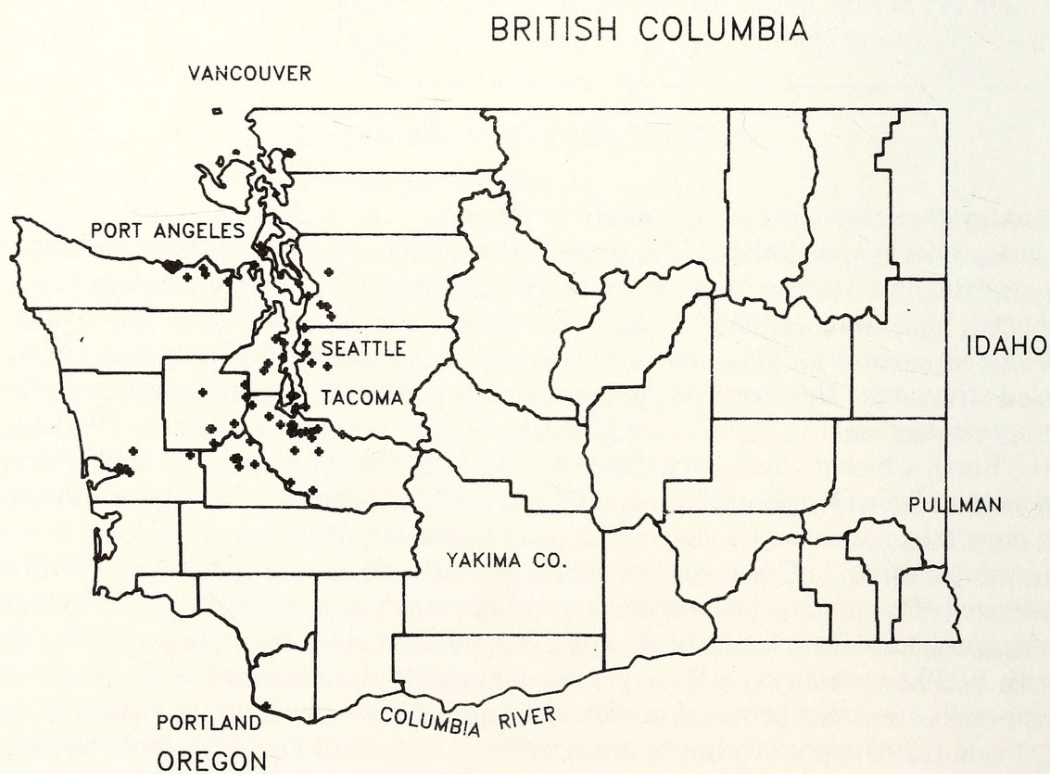 BRITISH COLUMBIA
VANCOUVER
PORT ANGELES
SEATTLE
IDAHO
TACOMA
PULLMAN
YAKIMA CO.
PORTLAND
COLUMBIA RIVER
OREGON